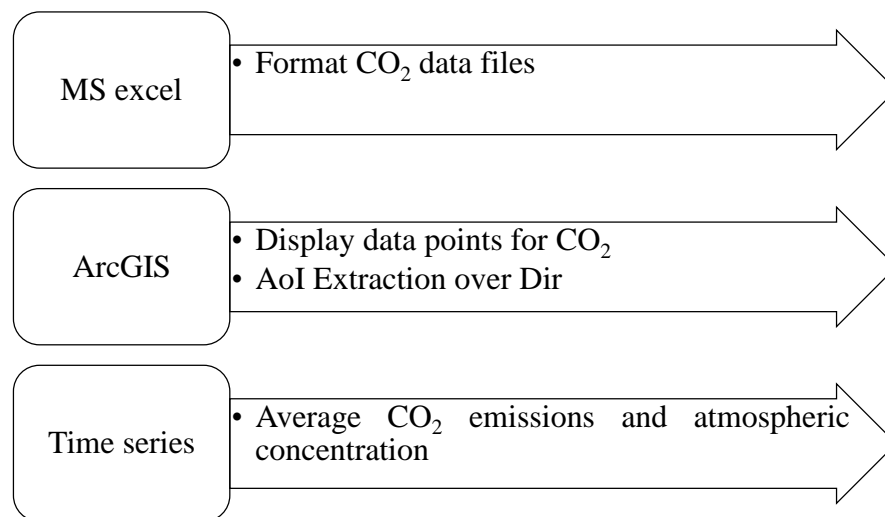 MS excel
• Format CO₂ data files
ArcGIS
• Display data points for CO₂
• AoI Extraction over Dir
Time series
• Average CO₂ emissions and atmospheric
concentration